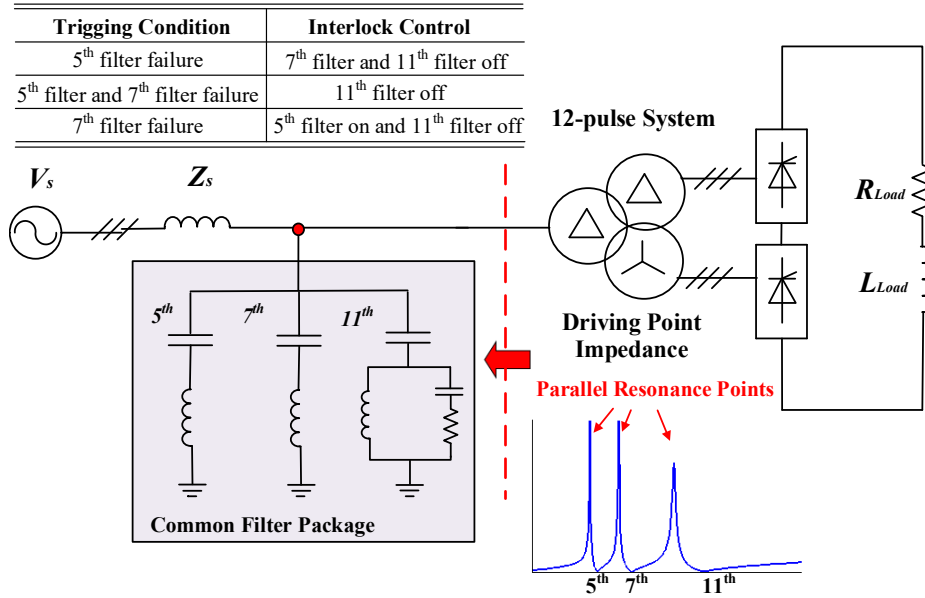 Trigging Condition Interlock Control
5th filter failure 7th filter and 11th filter off
5th filter and 7th filter failure 11th filter off
7th filter failure 5th filter on and 11th filter off
12-pulse System
Vs Zs
RLoad
LLoad
5th 7th 11th
Driving Point
Impedance
Parallel Resonance Points
Common Filter Package
5th 7th 11th